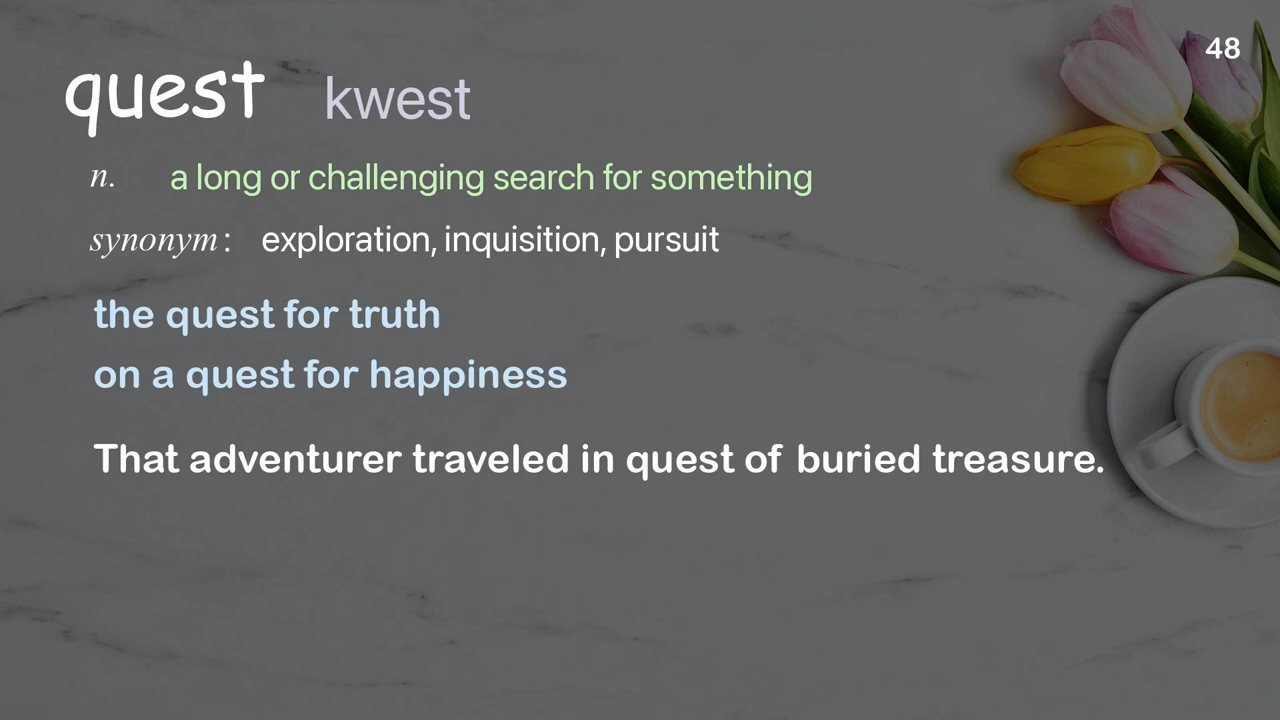 48
quest kwest
n. a long or challenging search for something
synonym: exploration, inquisition, pursuit
the quest for truth
on a quest for happiness
That adventurer traveled in quest of buried treasure.